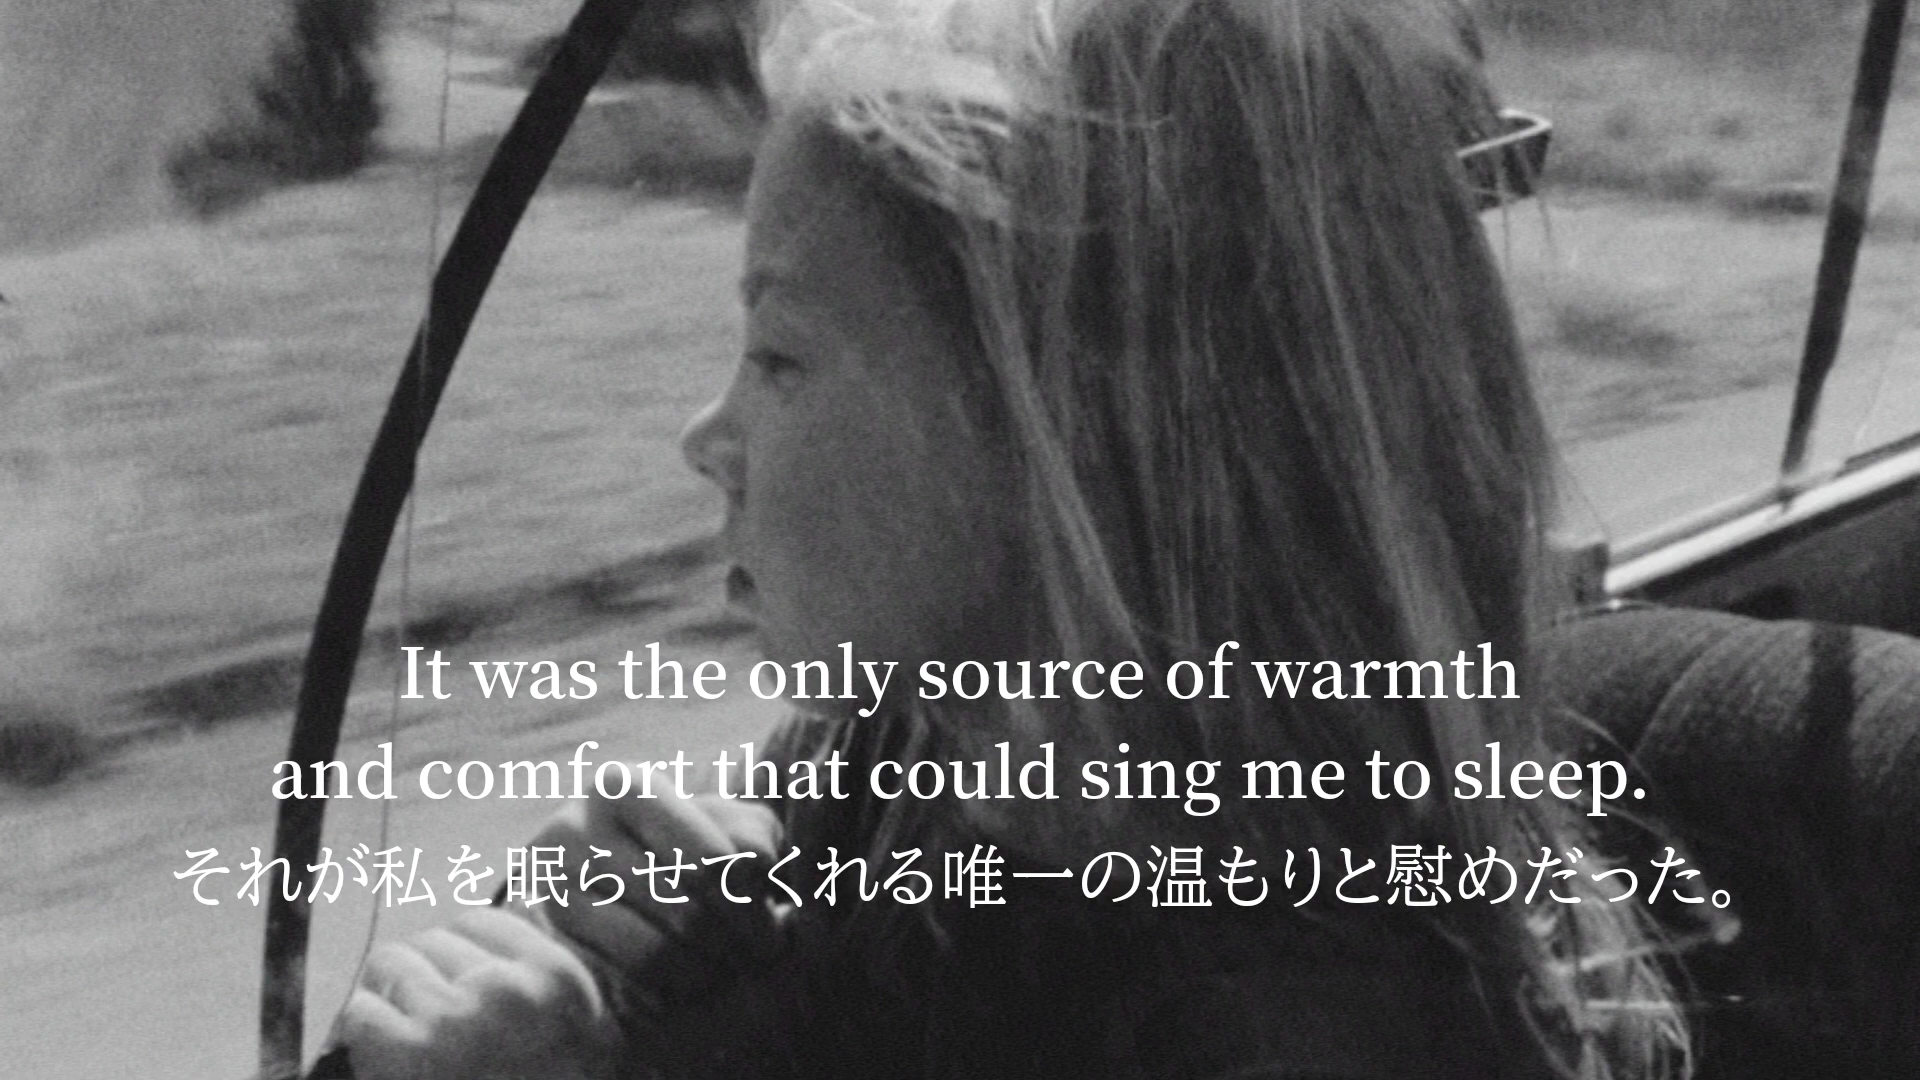 It was the only source of warmth
and comfort that could sing me to sleep.
それが私を眠らせてくれる唯一の温もりと慰めだった。